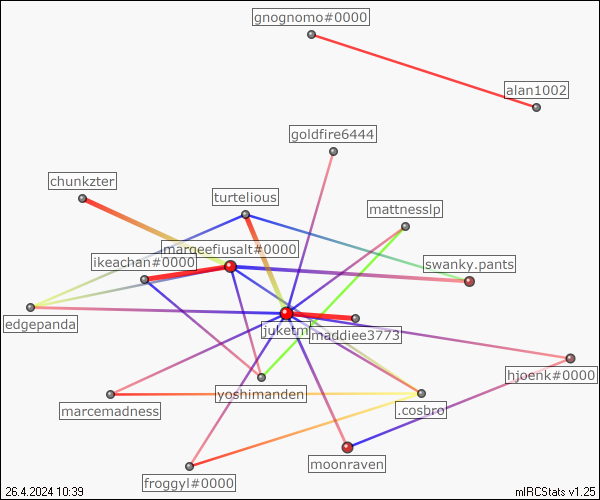 gnognomo#0000
alan1002
goldfire6444
chunkzter
turtelious
mattnesslp
marneefiusalt#0000
ikeachan#0000
swanky.pants
edgepanda
juketm
maddiee3773
hjoenk#0000
yoshimanden
marcemadness
.cosbro
moonraven
froggyl#0000
26.4.2024 10:39
mIRCStats v1.25